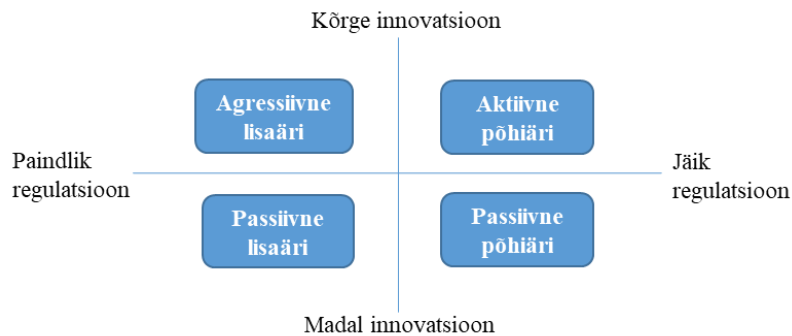 Kõrge innovatsioon
Agressiivne
lisaäri
Aktiivne
põhiäri
Paindlik
regulatsioon
Jäik
regulatsioon
Passiivne
lisaäri
Passiivne
põhiäri
Madal innovatsioon